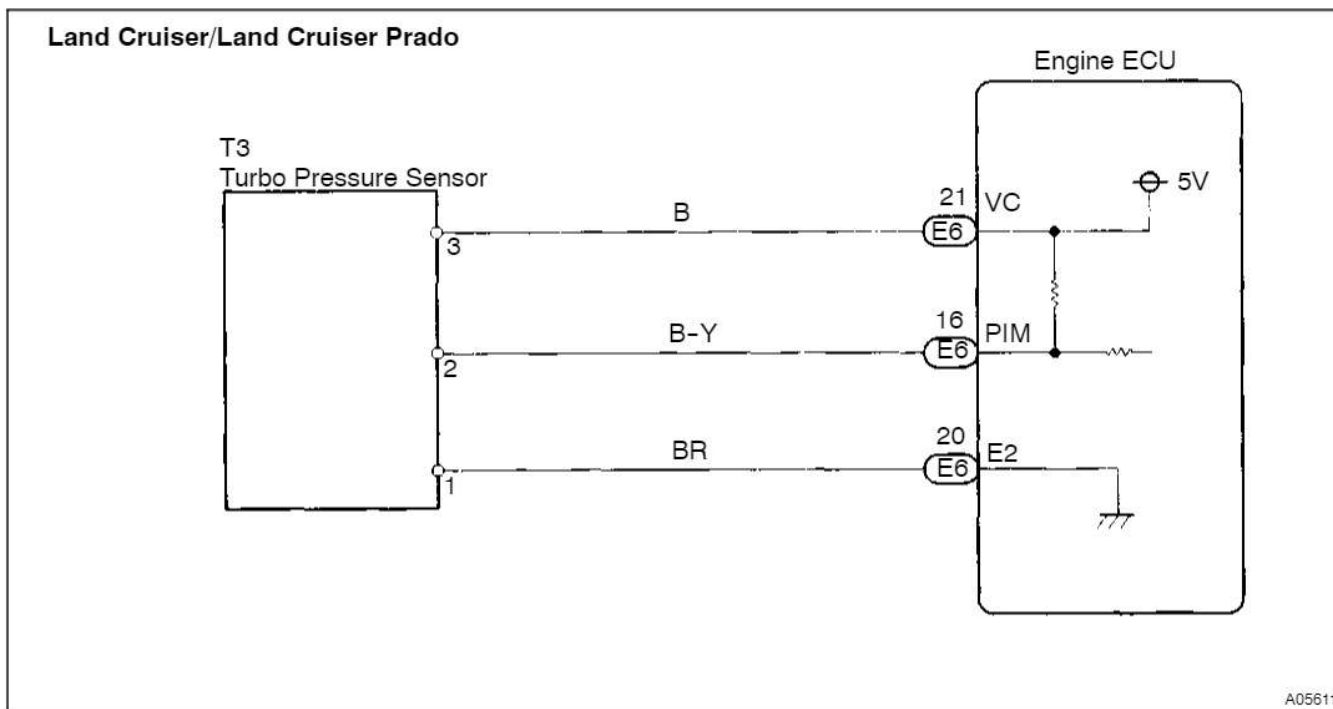 Land Cruiser/Land Cruiser Prado
Engine ECU
T3
Turbo Pressure Sensor
5V
B
21
VC
E6
3
B-Y
16
PIM
E6
2
BR
20
E2
E6
1
A05611